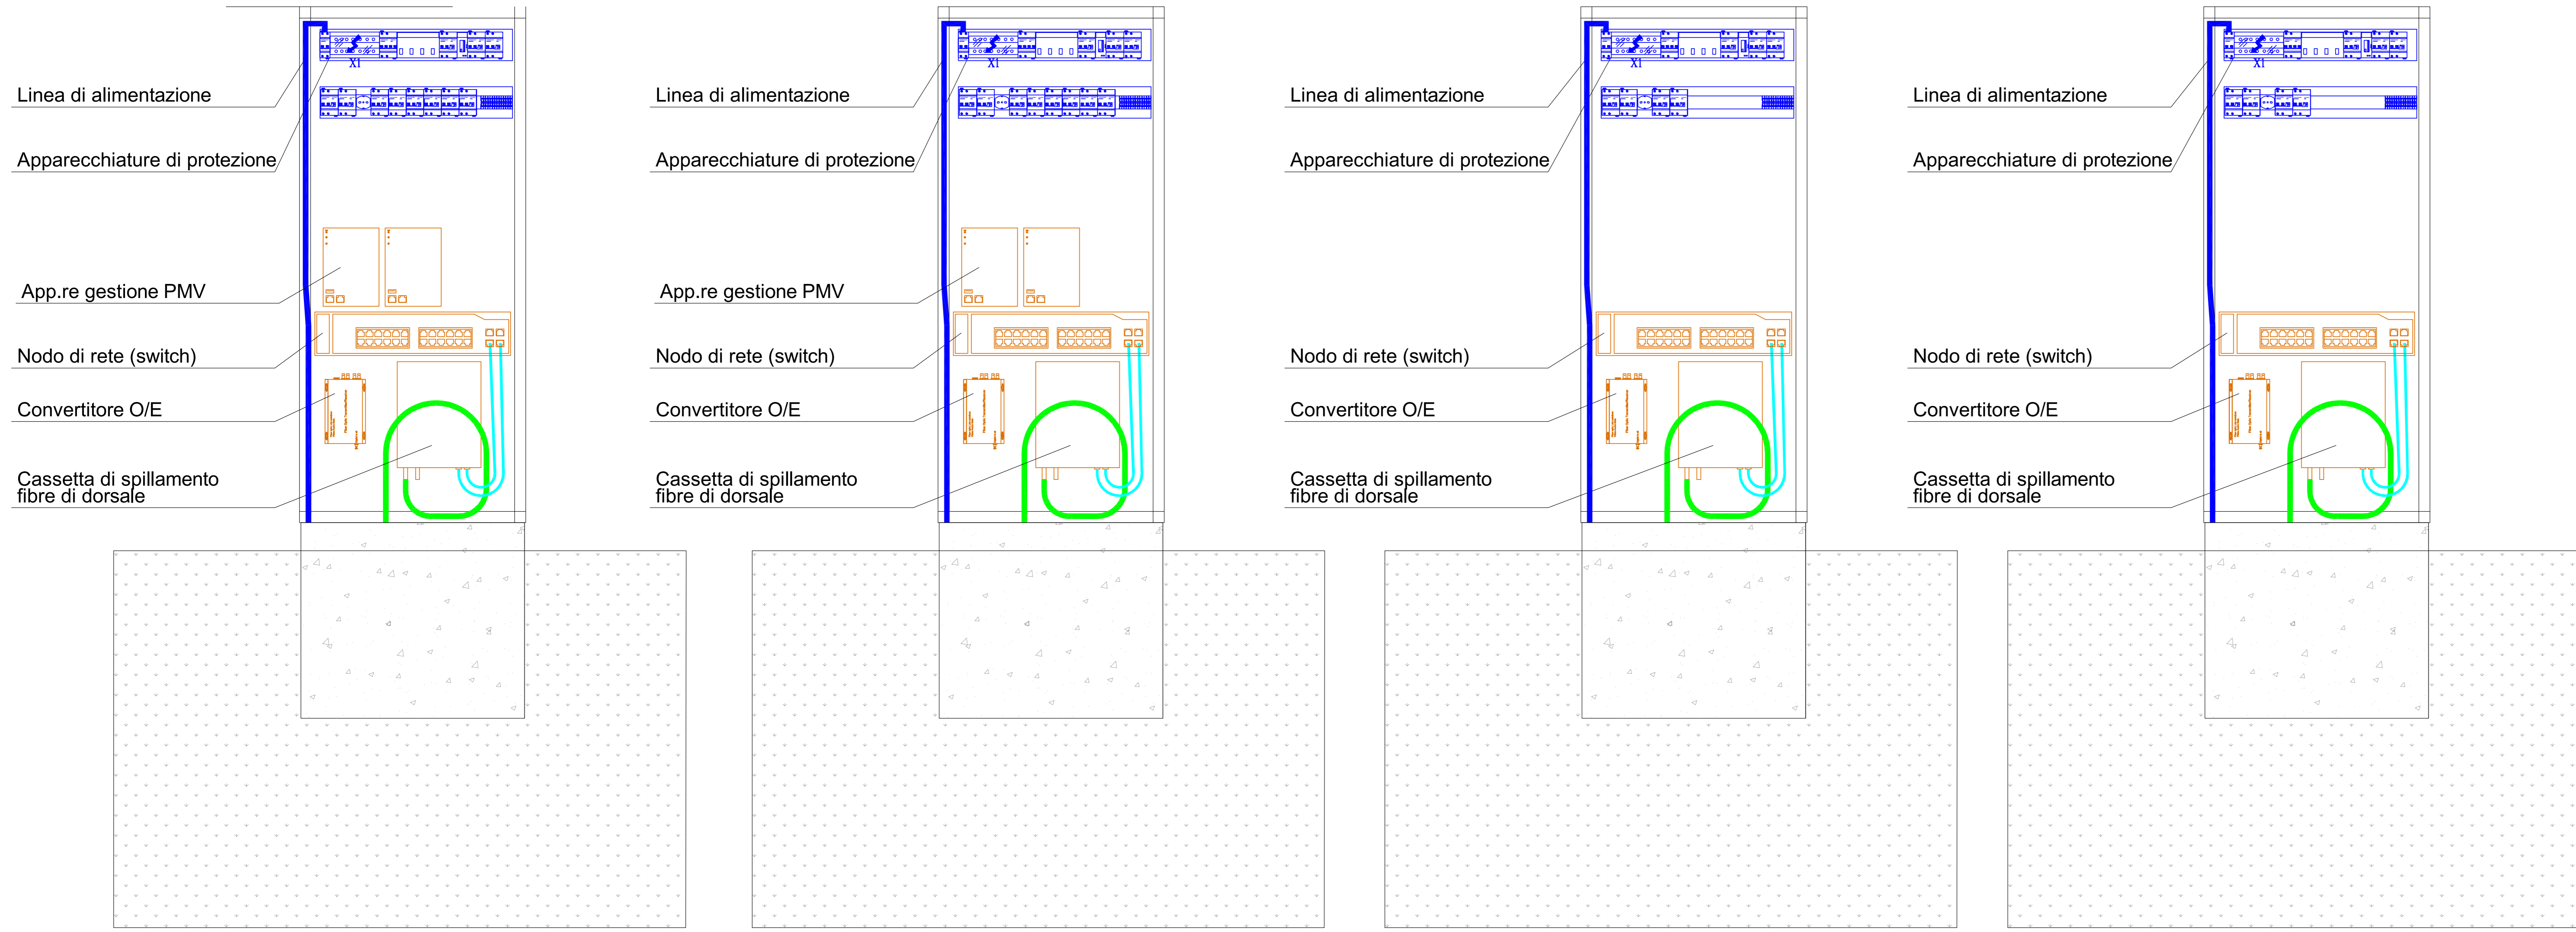 X1
Linea di alimentazione
Apparecchiature di protezione
App.re gestione PMV
Nodo di rete (switch)
Convertitore O/E
Cassetta di spillamento
fibre di dorsale
X1
Linea di alimentazione
Apparecchiature di protezione
App.re gestione PMV
Nodo di rete (switch)
Convertitore O/E
Cassetta di spillamento
fibre di dorsale
X1
Linea di alimentazione
Apparecchiature di protezione
Nodo di rete (switch)
Convertitore O/E
Cassetta di spillamento
fibre di dorsale
X1
Linea di alimentazione
Apparecchiature di protezione
Nodo di rete (switch)
Convertitore O/E
Cassetta di spillamento
fibre di dorsale